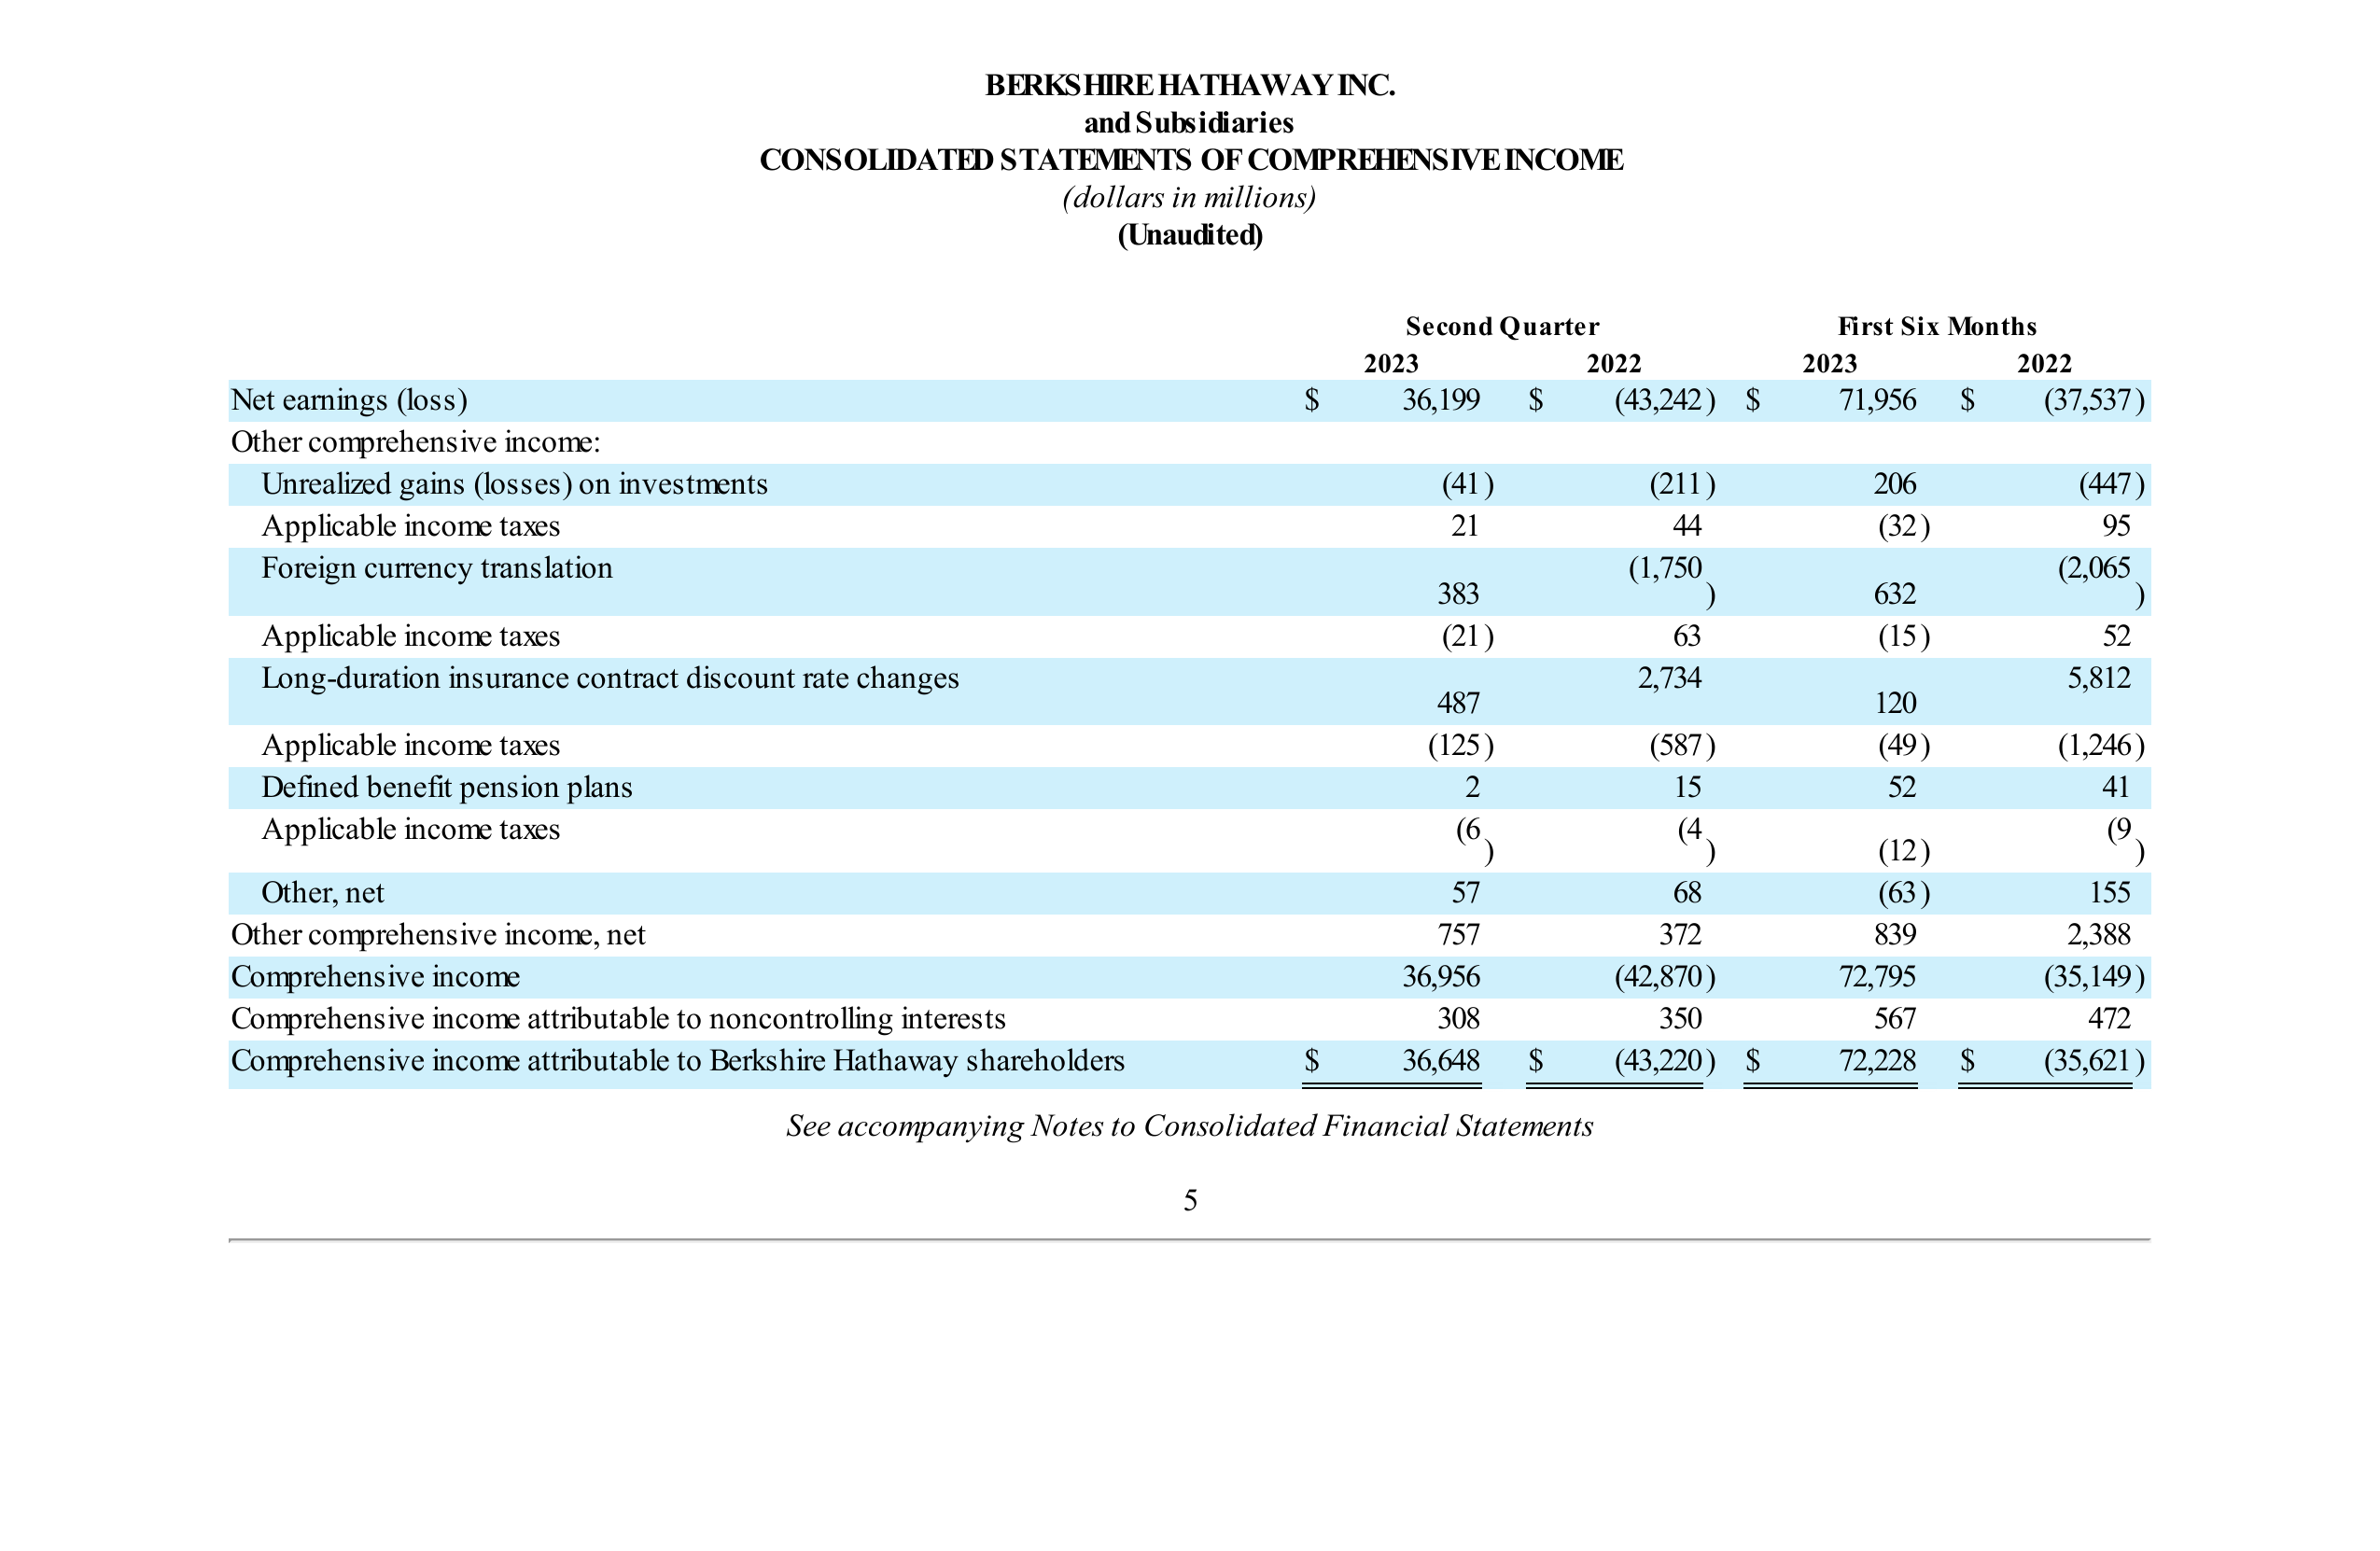 BERKSHIRE HATHAWAY INC.
and Subsidiaries
CONSOLIDATED STATEMENTS OF COMPREHENSIVE INCOME
(dollars in millions)
(Unaudited)
Second Quarter First Six Months
2023 2022 2023 2022
Net earnings (loss) $ 36,199 $ (43,242) $ 71,956 $ (37,537)
Other comprehensive income:
Unrealized gains (losses) on investments (41) (211) 206 (447)
Applicable income taxes 21 44 (32) 95
Foreign currency translation 383 (1,750) 632 (2,065)
Applicable income taxes (21) 63 (15) 52
Long-duration insurance contract discount rate changes 487 2,734 120 5,812
Applicable income taxes (125) (587) (49) (1,246)
Defined benefit pension plans 2 15 52 41
Applicable income taxes (6) (4) (12) (9)
Other, net 57 68 (63) 155
Other comprehensive income, net 757 372 839 2,388
Comprehensive income 36,956 (42,870) 72,795 (35,149)
Comprehensive income attributable to noncontrolling interests 308 350 567 472
Comprehensive income attributable to Berkshire Hathaway shareholders $ 36,648 $ (43,220) $ 72,228 $ (35,621)
See accompanying Notes to Consolidated Financial Statements
5